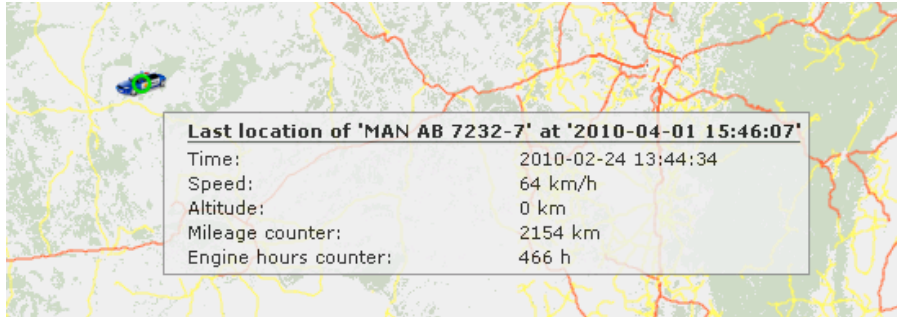 Last location of 'MAN AB 7232-7' at '2010-04-01 15:46:07'
Time: 2010-02-24 13:44:34
Speed: 64 km/h
Altitude: 0 km
Mileage counter: 2154 km
Engine hours counter: 466 h